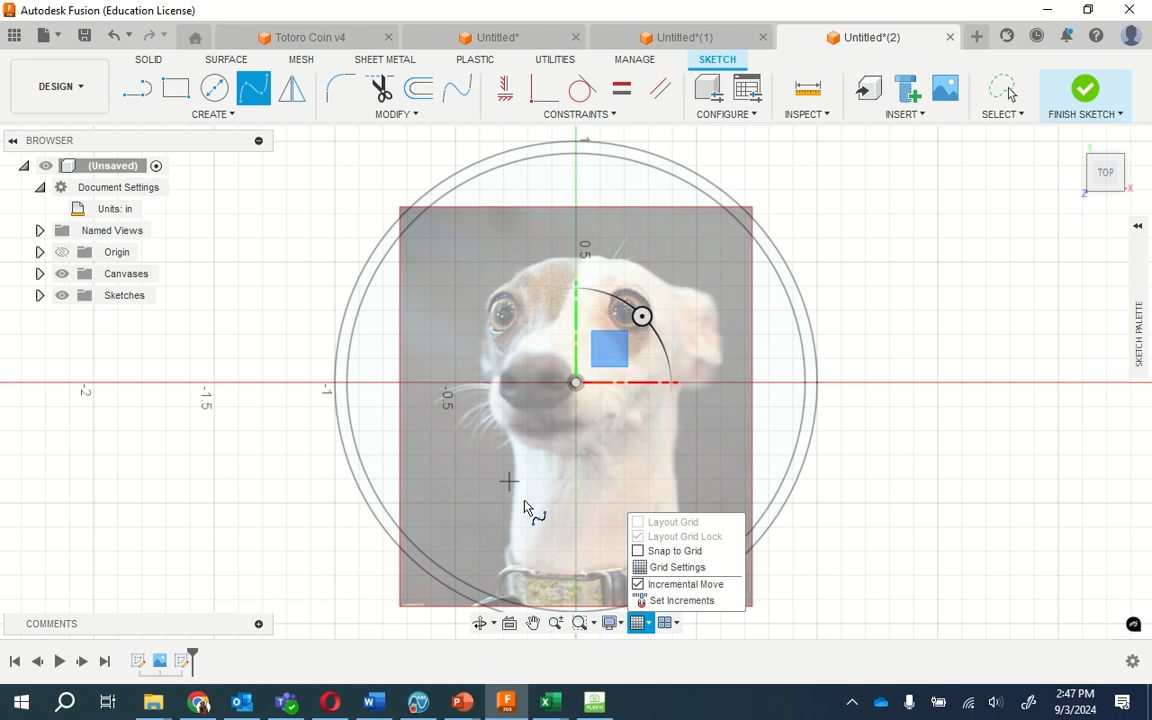 Autodesk Fusion (Education License)
Totoro Coin v4
Untitled*
Untitled*(1)
Untitled*(2)
DESIGN
SOLID SURFACE MESH SHEET METAL PLASTIC UTILITIES MANAGE SKETCH
CREATE MODIFY CONSTRAINTS CONFIGURE INSPECT INSERT SELECT FINISH SKETCH
BROWSER
(Unsaved)
Document Settings
Units: in
Named Views
Origin
Canvases
Sketches
TOP
Y
X
Z
SKETCH PALETTE
1
0.5
-0.5
-1
-1.5
-2
Layout Grid
Layout Grid Lock
Snap to Grid
Grid Settings
Incremental Move
Set Increments
COMMENTS
2:47 PM
9/3/2024